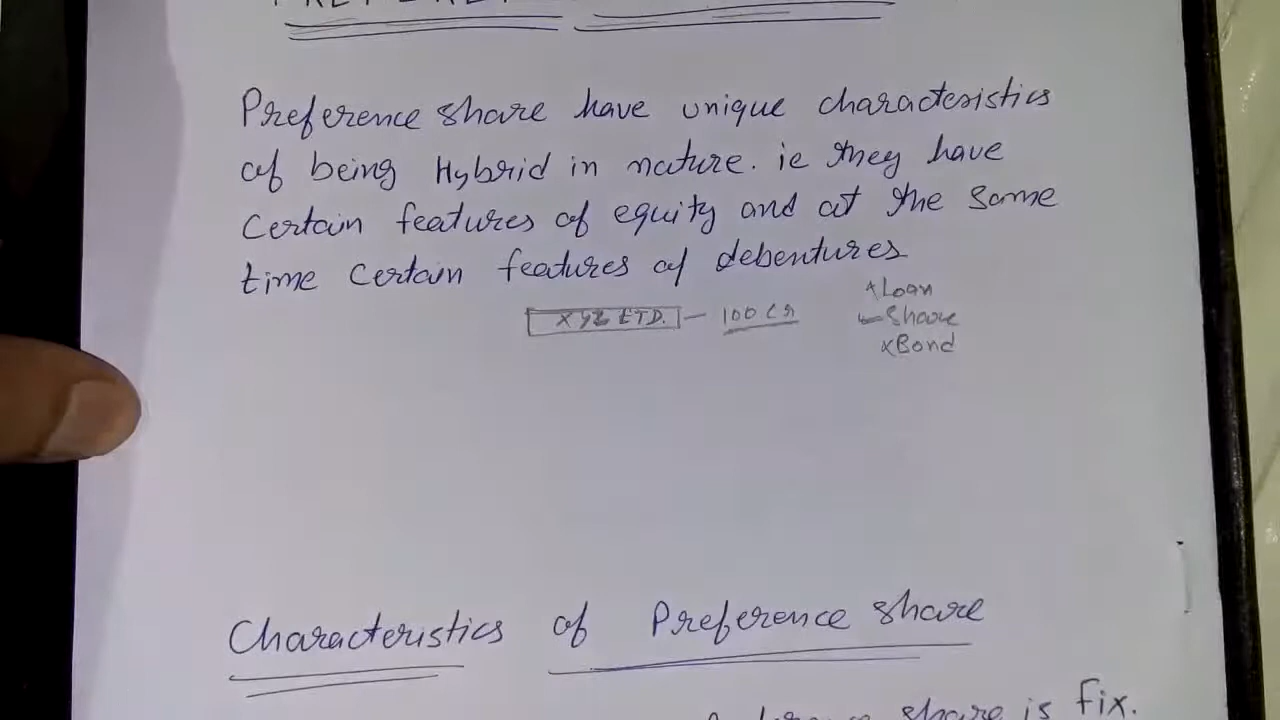 Preference share have unique characteristics
of being Hybrid in nature. ie they have
Certain features of equity and at the same
time Certain features of debentures
XYZ LTD. — 100 Cr
Loan
Share
x Bond
Characteristics of Preference share
share is fix.